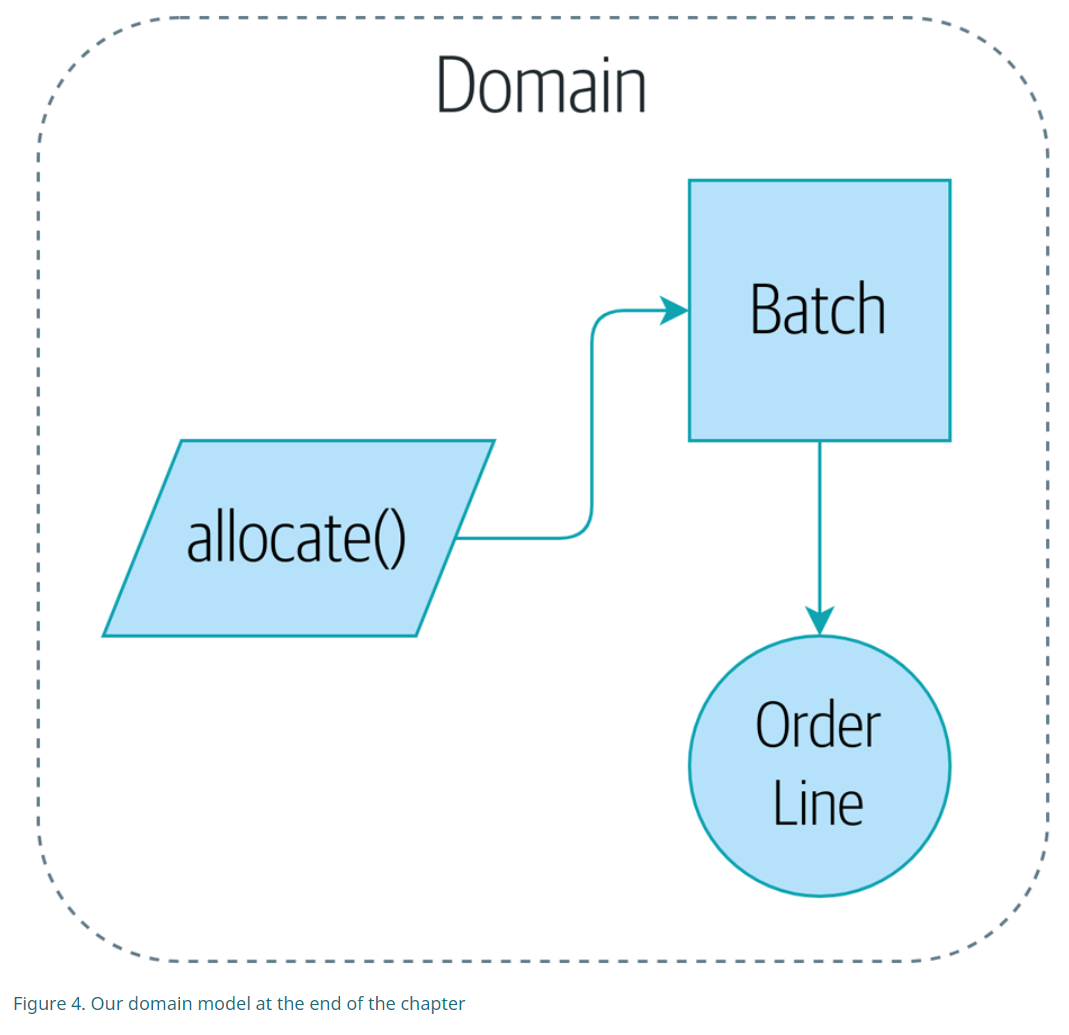 Domain
Batch
allocate()
Order
Line
Figure 4. Our domain model at the end of the chapter